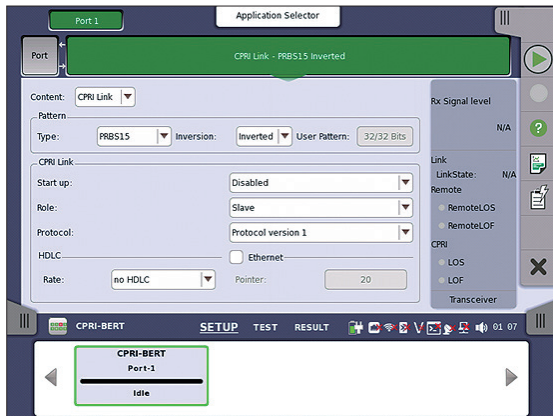 Port 1
Application Selector
Port
CPRI Link - PRBS15 Inverted
Content: CPRI Link
Pattern
Type: PRBS15 Inversion: Inverted User Pattern: 32/32 Bits
CPRI Link
Start up: Disabled
Role: Slave
Protocol: Protocol version 1
HDLC Ethernet
Rate: no HDLC Pointer: 20
Rx Signal level
N/A
Link
LinkState: N/A
Remote
RemoteLOS
RemoteLOF
CPRI
LOS
LOF
Transceiver
CPRI-BERT SETUP TEST RESULT 01 07
CPRI-BERT
Port-1
Idle